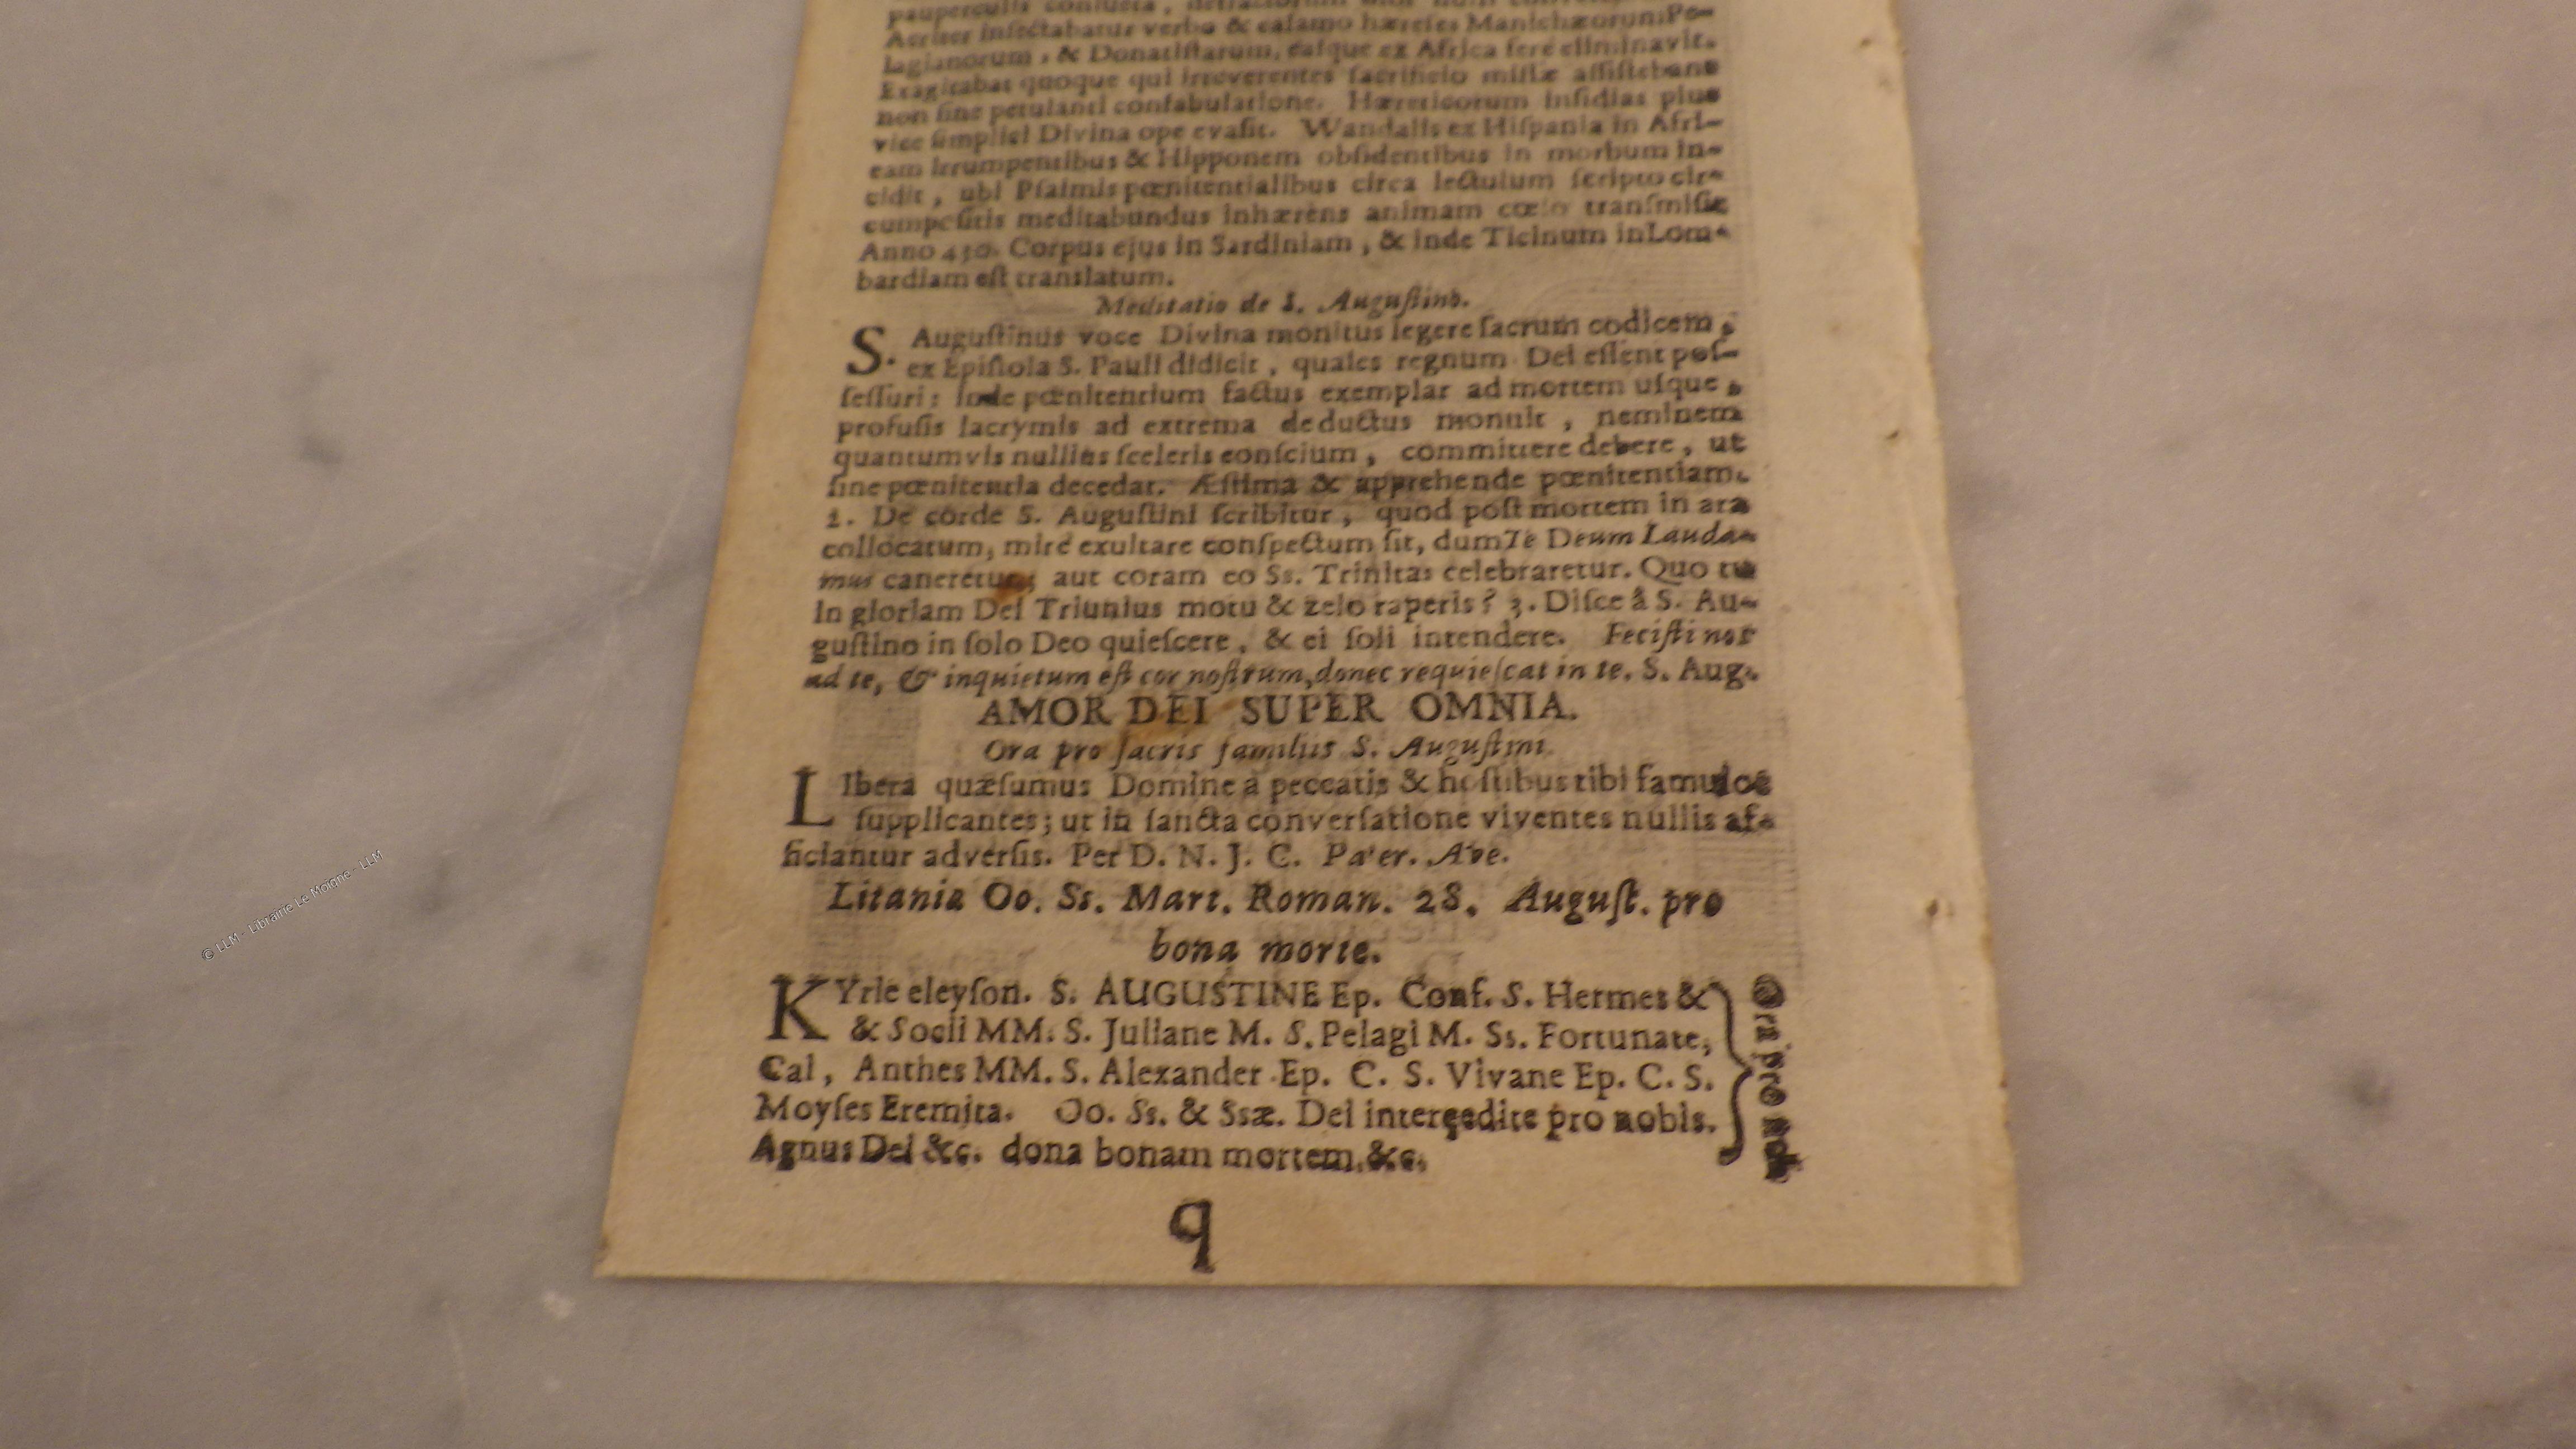 pauperculis consueta,
Acriter insectabatur verbo & calamo hæreses Manichæorum, Pe-
lagianorum, & Donatiſtarum, eaſque ex Africa ferè eliminavit.
Exagitabat quoque qui irreverentes ſacrificio miſſæ aſſiſtebant
non ſine petulanti confabulatione. Hæreticorum inſidias plus
vice ſimplici Divina ope evaſit. Wandalis ex Hiſpania in Afri-
cam irrumpentibus & Hipponem obſidentibus in morbum in-
cidit, ubi Pſalmis pœnitentialibus circa lectulum ſcripto cir-
cumpoſitis meditabundus inhærens animam cœlo tranſmiſit
Anno 430. Corpus ejus in Sardiniam, & inde Ticinum in Lom-
bardiam eſt translatum.
Meditatio de S. Auguſtino.
S. Auguſtinus voce Divina monitus legere ſacrum codicem,
ex Epiſtola S. Pauli didicit, quales regnum Dei eſſent poſ-
ſeſſuri: Inde pœnitentium factus exemplar ad mortem uſque,
profuſis lacrymis ad extrema deductus monuit, neminem
quantumvis nullius ſceleris conſcium, committere debere, ut
ſine pœnitentia decedat. Æſtima & apprehende pœnitentiam.
2. De corde S. Auguſtini ſcribitur, quod poſt mortem in ara
collocatum, mirè exultare conſpectum ſit, dum Te Deum Lauda-
mus caneretur, aut coram eo Ss. Trinitas celebraretur. Quo tu
in gloriam Dei Triunius motu & zelo raperis? 3. Diſce â S. Au-
guſtino in ſolo Deo quieſcere, & ei ſoli intendere. Feciſti nos
ad te, & inquietum eſt cor noſtrum, donec requieſcat in te. S. Aug.
AMOR DEI SUPER OMNIA.
Ora pro ſacris familiis S. Auguſtini.
LIbera quæſumus Domine à peccatis & hoſtibus tibi famulos
ſupplicantes; ut in ſancta converſatione viventes nullis af-
ficiantur adverſis. Per D. N. J. C. Pater. Ave.
Litania Oo. Ss. Mart. Roman. 28. Auguſt. pro
bona morte.
KYrie eleyſon. S. AUGUSTINE Ep. Conf. S. Hermes &
& Socii MM. S. Juliane M. S. Pelagi M. Ss. Fortunate,
Cai, Anthes MM. S. Alexander Ep. C. S. Vivane Ep. C. S.
Moyſes Eremita. Oo. Ss. & Ssæ. Dei intercedite pro nobis.
Agnus Dei &c. dona bonam mortem, &c.
Ora pro nob.
q
© LLM - Librairie Le Moigne - LLM